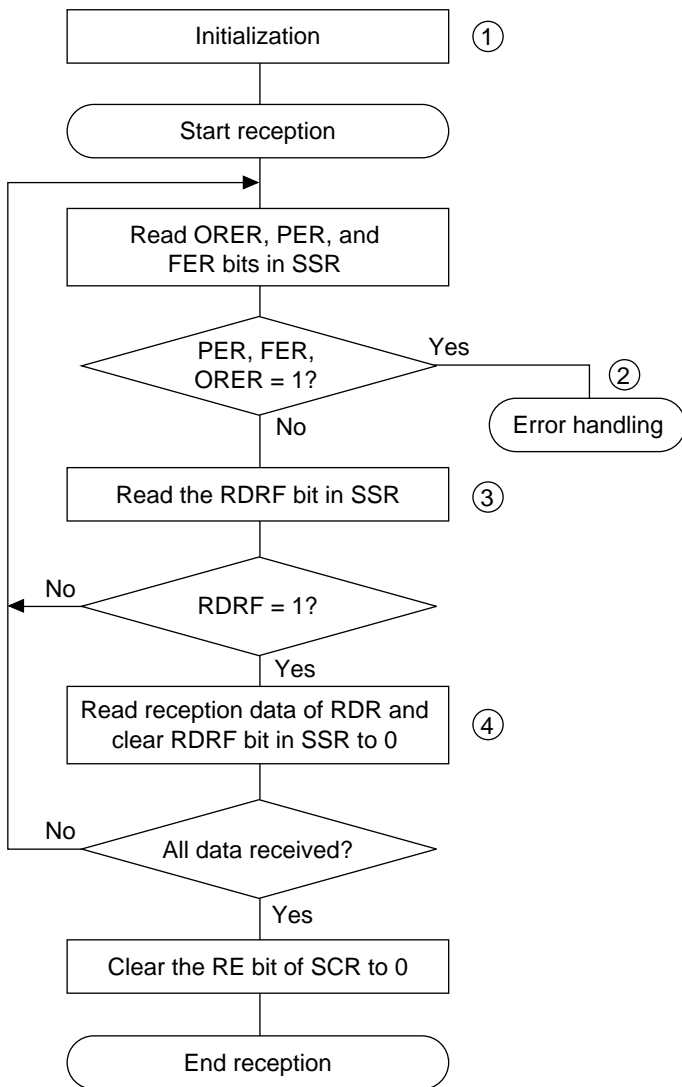 Initialization
①
Start reception
Read ORER, PER, and
FER bits in SSR
PER, FER,
ORER = 1?
Yes
②
Error handling
No
Read the RDRF bit in SSR
③
No
RDRF = 1?
Yes
Read reception data of RDR and
clear RDRF bit in SSR to 0
④
No
All data received?
Yes
Clear the RE bit of SCR to 0
End reception